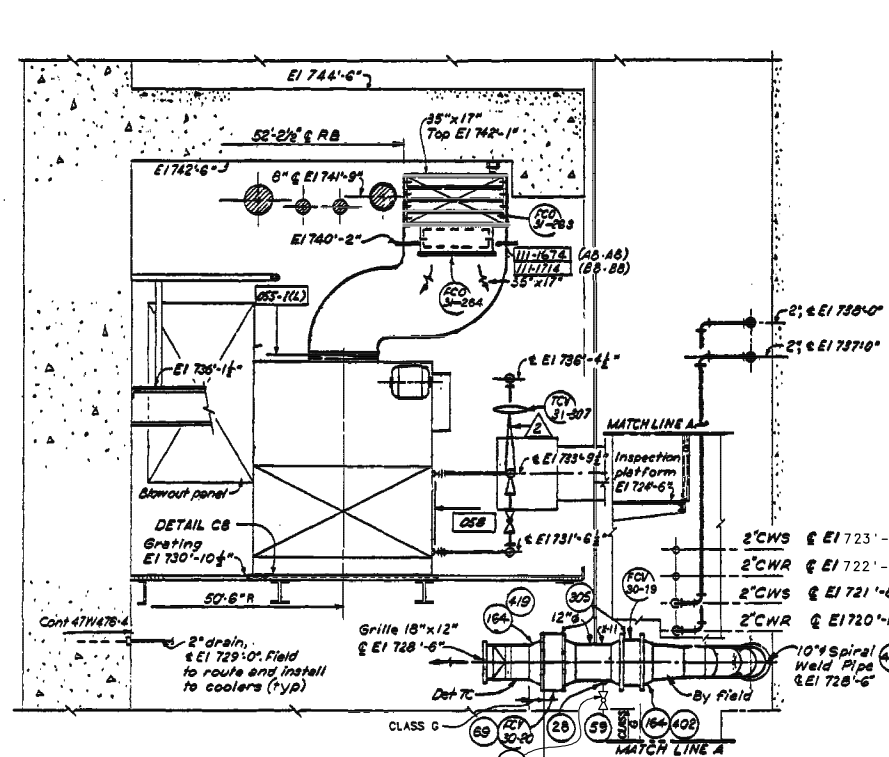 El 744'-6"
35"x17"
Top El 742'-1"
52'-2½" ℄ RB
El 742'-6"
8" ℄ El 741'-9"
FCO
31-263
El 740'-2"
111-1674 (A8-A8)
111-1714 (B8-B8)
35"x17"
FCO
31-264
055-1(L)
2", ℄ El 738'-0"
2", ℄ El 737'-0"
El 736'-1½"
℄ El 736'-4½"
TCV
31-307
2
MATCH LINE A
℄ El 733'-9½"
Inspection
platform
El 724'-6"
Blowout panel
058
DETAIL C8
Grating
El 730'-10½"
℄ El 731'-6½"
2"CWS ℄ El 723'-
2"CWR ℄ El 722'-
2"CWS ℄ El 721'-
2"CWR ℄ El 720'-
50'-6" R
FCV
30-19
419
305
164
Cont 47W476-4
Grille 18"x12"
℄ El 728'-6"
12"φ
2" drain,
℄ El 729'-0". Field
to route and install
to coolers (typ)
10"φ Spiral
Weld Pipe
℄ El 728'-6"
Det 7C
By field
CLASS G
69
FCV
30-20
28
59
CLASS
G
164
402
MATCH LINE A